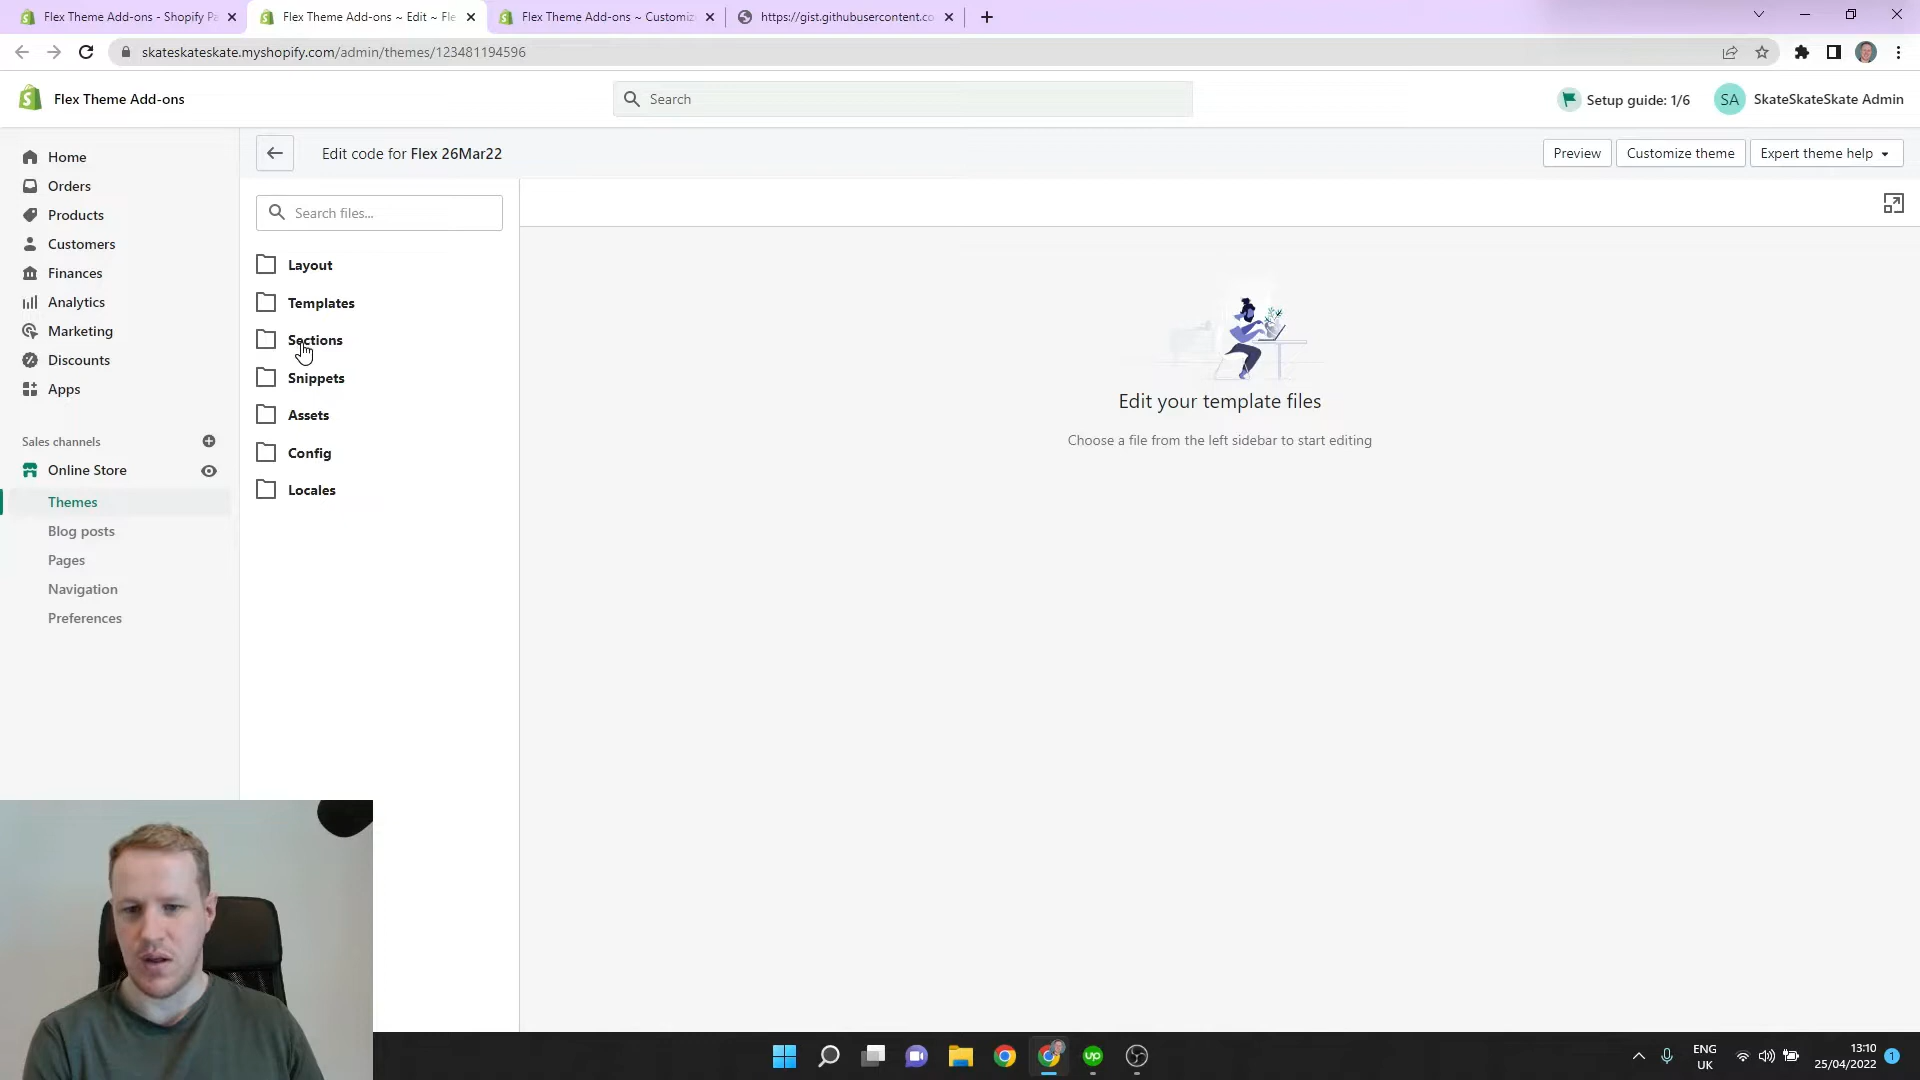 Flex Theme Add-ons - Shopify Pa
Flex Theme Add-ons ~ Edit ~ Fle
Flex Theme Add-ons ~ Customiz
https://gist.githubusercontent.co
skateskateskate.myshopify.com/admin/themes/123481194596
Flex Theme Add-ons
Search
Setup guide: 1/6
SA
SkateSkateSkate Admin
Home
Orders
Products
Customers
Finances
Analytics
Marketing
Discounts
Apps
Sales channels
Online Store
Themes
Blog posts
Pages
Navigation
Preferences
Edit code for Flex 26Mar22
Preview
Customize theme
Expert theme help
Search files...
Layout
Templates
Sections
Snippets
Assets
Config
Locales
Edit your template files
Choose a file from the left sidebar to start editing
up
ENG
UK
13:10
25/04/2022
1